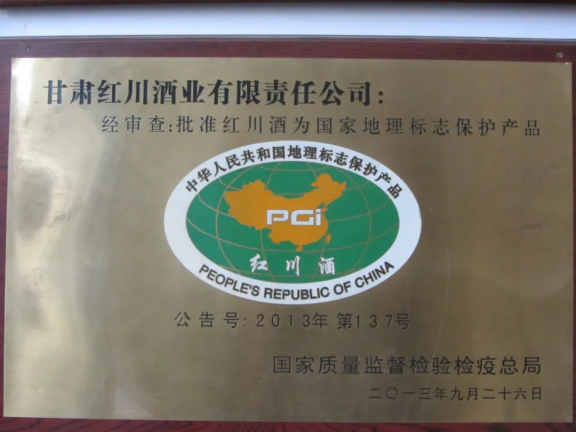 甘肃红川酒业有限责任公司：
经审查:批准红川酒为国家地理标志保护产品
中华人民共和国地理标志保护产品
PGi
红川酒
PEOPLE'S REPUBLIC OF CHINA
公告号:2013年 第137号
国家质量监督检验检疫总局
二〇一三年九月二十六日